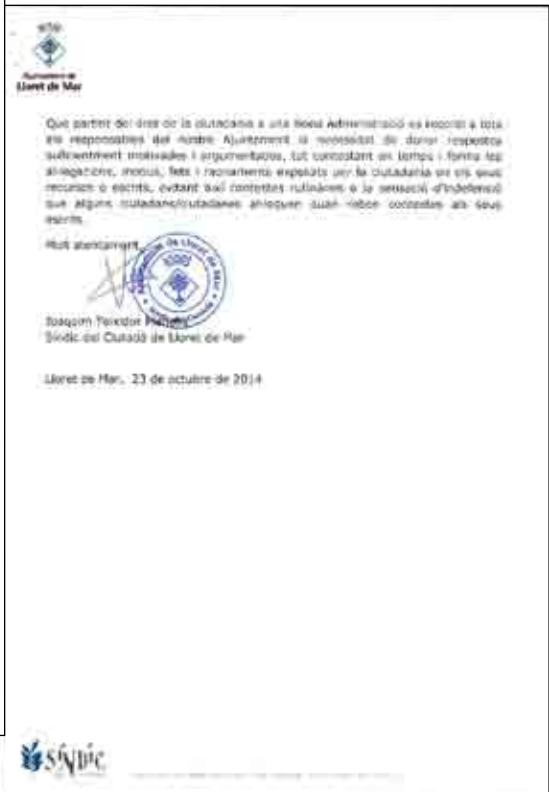 Ajuntament de
Lloret de Mar
Que partint del dret de la ciutadania a una bona Administració es recordi a tots
els responsables del nostre Ajuntament la necessitat de donar respostes
suficientment motivades i argumentades, tot contestant en temps i forma les
al·legacions, motius, fets i raonaments exposats per la ciutadania en els seus
recursos o escrits, evitant així contestes rutinàries o la sensació d'indefensió
que alguns ciutadans/ciutadanes al·leguen quan reben contestes als seus
escrits.
Molt atentament,
Joaquim Teixidor
Síndic del Ciutadà de Lloret de Mar
Lloret de Mar, 23 de octubre de 2014
SÍNDIC